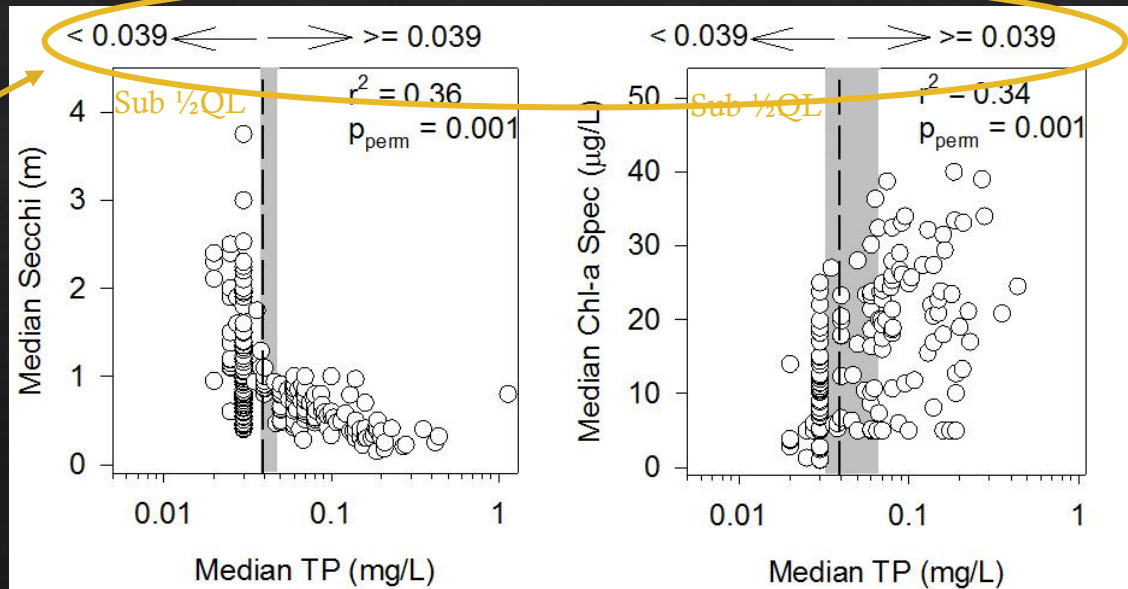 < 0.039 >= 0.039
Sub ½QL
r² = 0.36
p_perm = 0.001
4
3
2
1
0
Median Secchi (m)
0.01 0.1 1
Median TP (mg/L)
< 0.039 >= 0.039
Sub ½QL
r² = 0.34
p_perm = 0.001
50
40
30
20
10
0
Median Chl-a Spec (µg/L)
0.01 0.1 1
Median TP (mg/L)